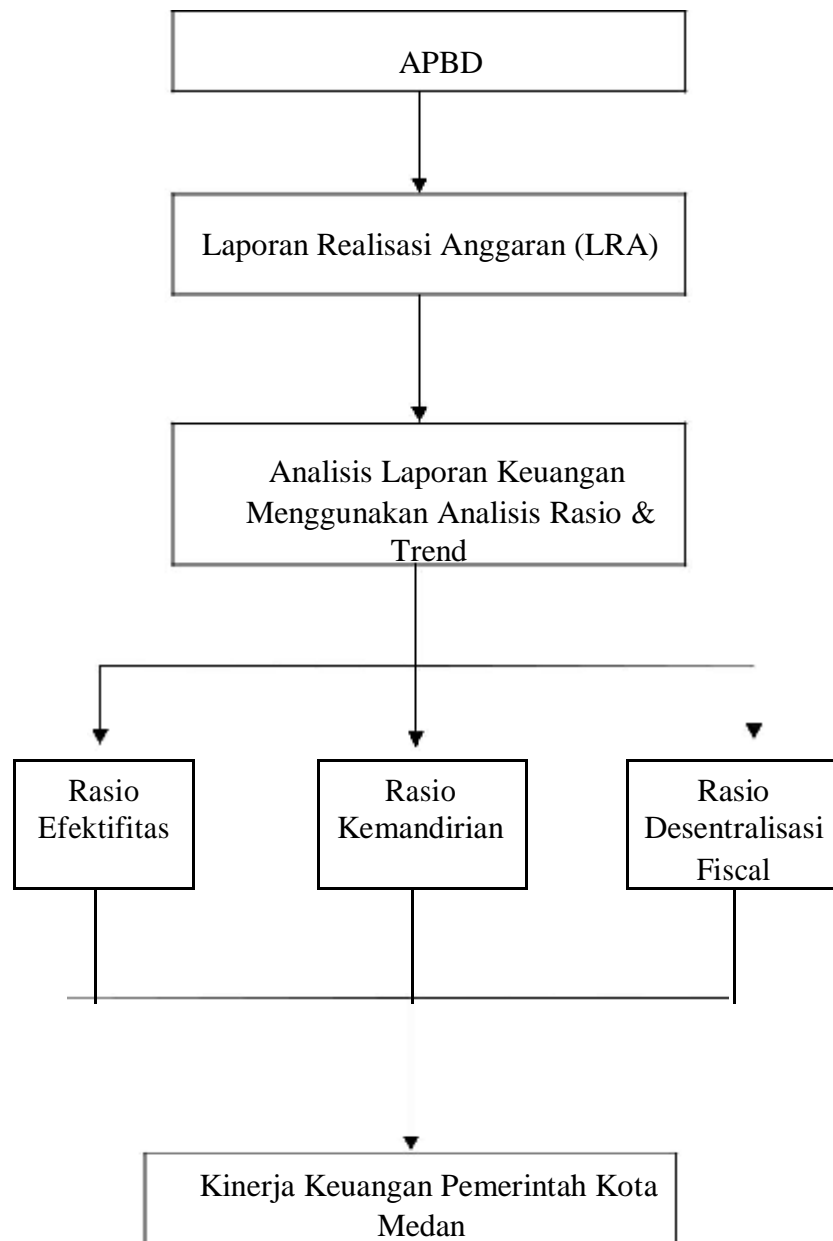 APBD
Laporan Realisasi Anggaran (LRA)
Analisis Laporan Keuangan
Menggunakan Analisis Rasio &
Trend
Rasio
Efektifitas
Rasio
Kemandirian
Rasio
Desentralisasi
Fiscal
Kinerja Keuangan Pemerintah Kota
Medan